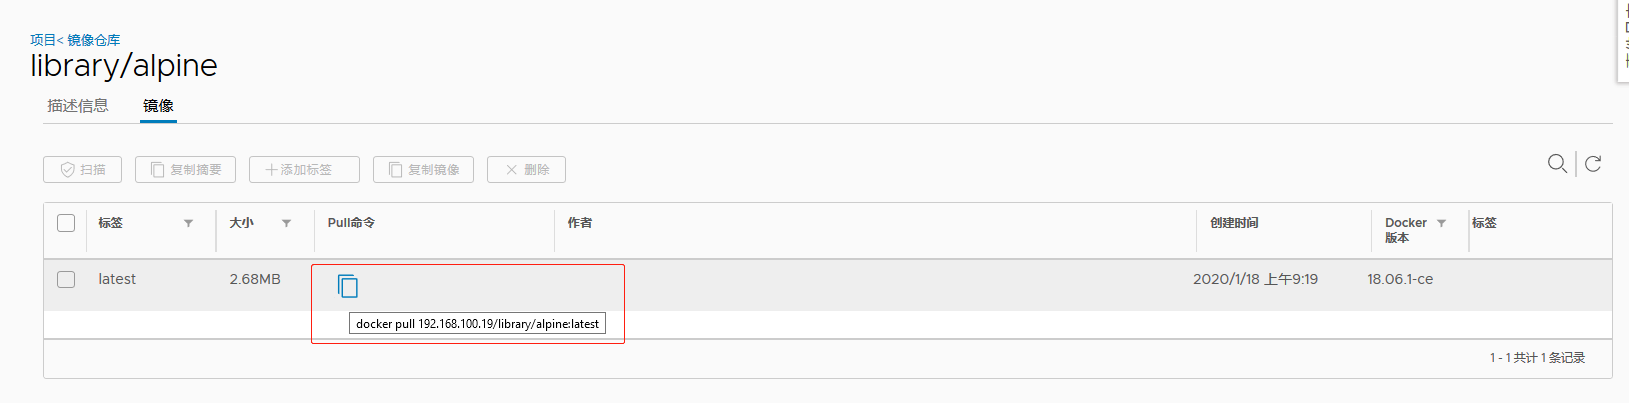 项目< 镜像仓库
library/alpine
描述信息 镜像
扫描 复制摘要 添加标签 复制镜像 删除
标签 大小 Pull命令 作者 创建时间 Docker 版本 标签
latest 2.68MB 2020/1/18 上午9:19 18.06.1-ce
docker pull 192.168.100.19/library/alpine:latest
1 - 1 共计 1 条记录